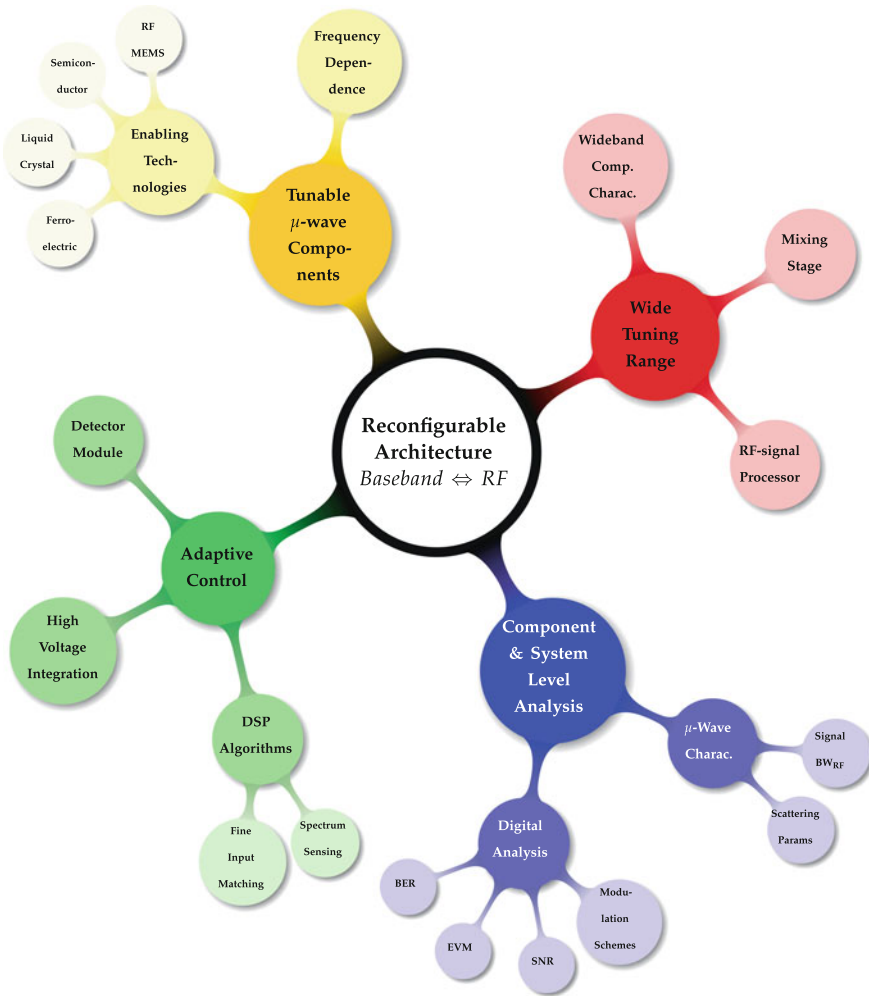 RF
MEMS
Semicon-
ductor
Liquid
Crystal
Ferro-
electric
Enabling
Tech-
nologies
Frequency
Depen-
dence
Tunable
μ-wave
Compo-
nents
Wideband
Comp.
Charac.
Mixing
Stage
Wide
Tuning
Range
RF-signal
Processor
Reconfigurable
Architecture
Baseband ⇔ RF
Detector
Module
Adaptive
Control
High
Voltage
Integration
DSP
Algorithms
Fine
Input
Matching
Spectrum
Sensing
Component
& System
Level
Analysis
μ-Wave
Charac.
Signal
BW_RF
Scattering
Params
Digital
Analysis
BER
EVM
SNR
Modu-
lation
Schemes